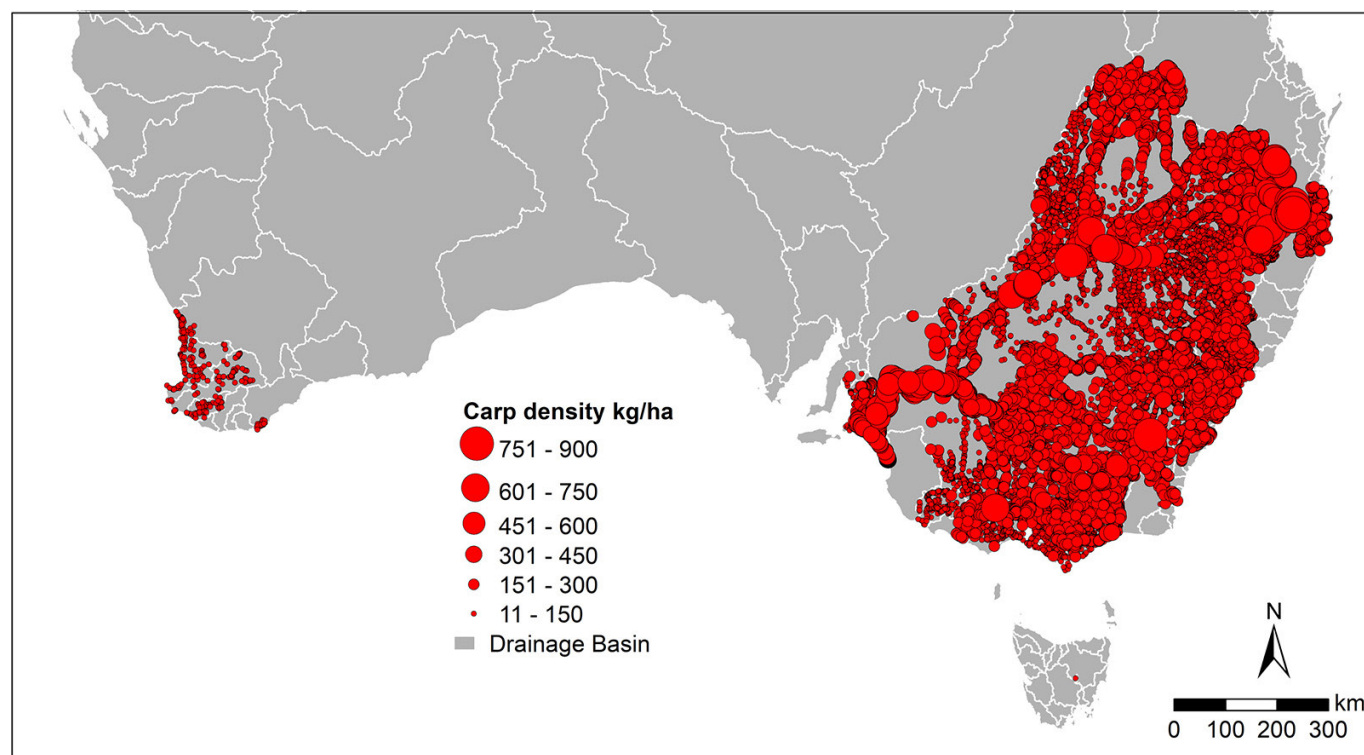 Carp density kg/ha
751 - 900
601 - 750
451 - 600
301 - 450
151 - 300
11 - 150
Drainage Basin
N
km
0 100 200 300